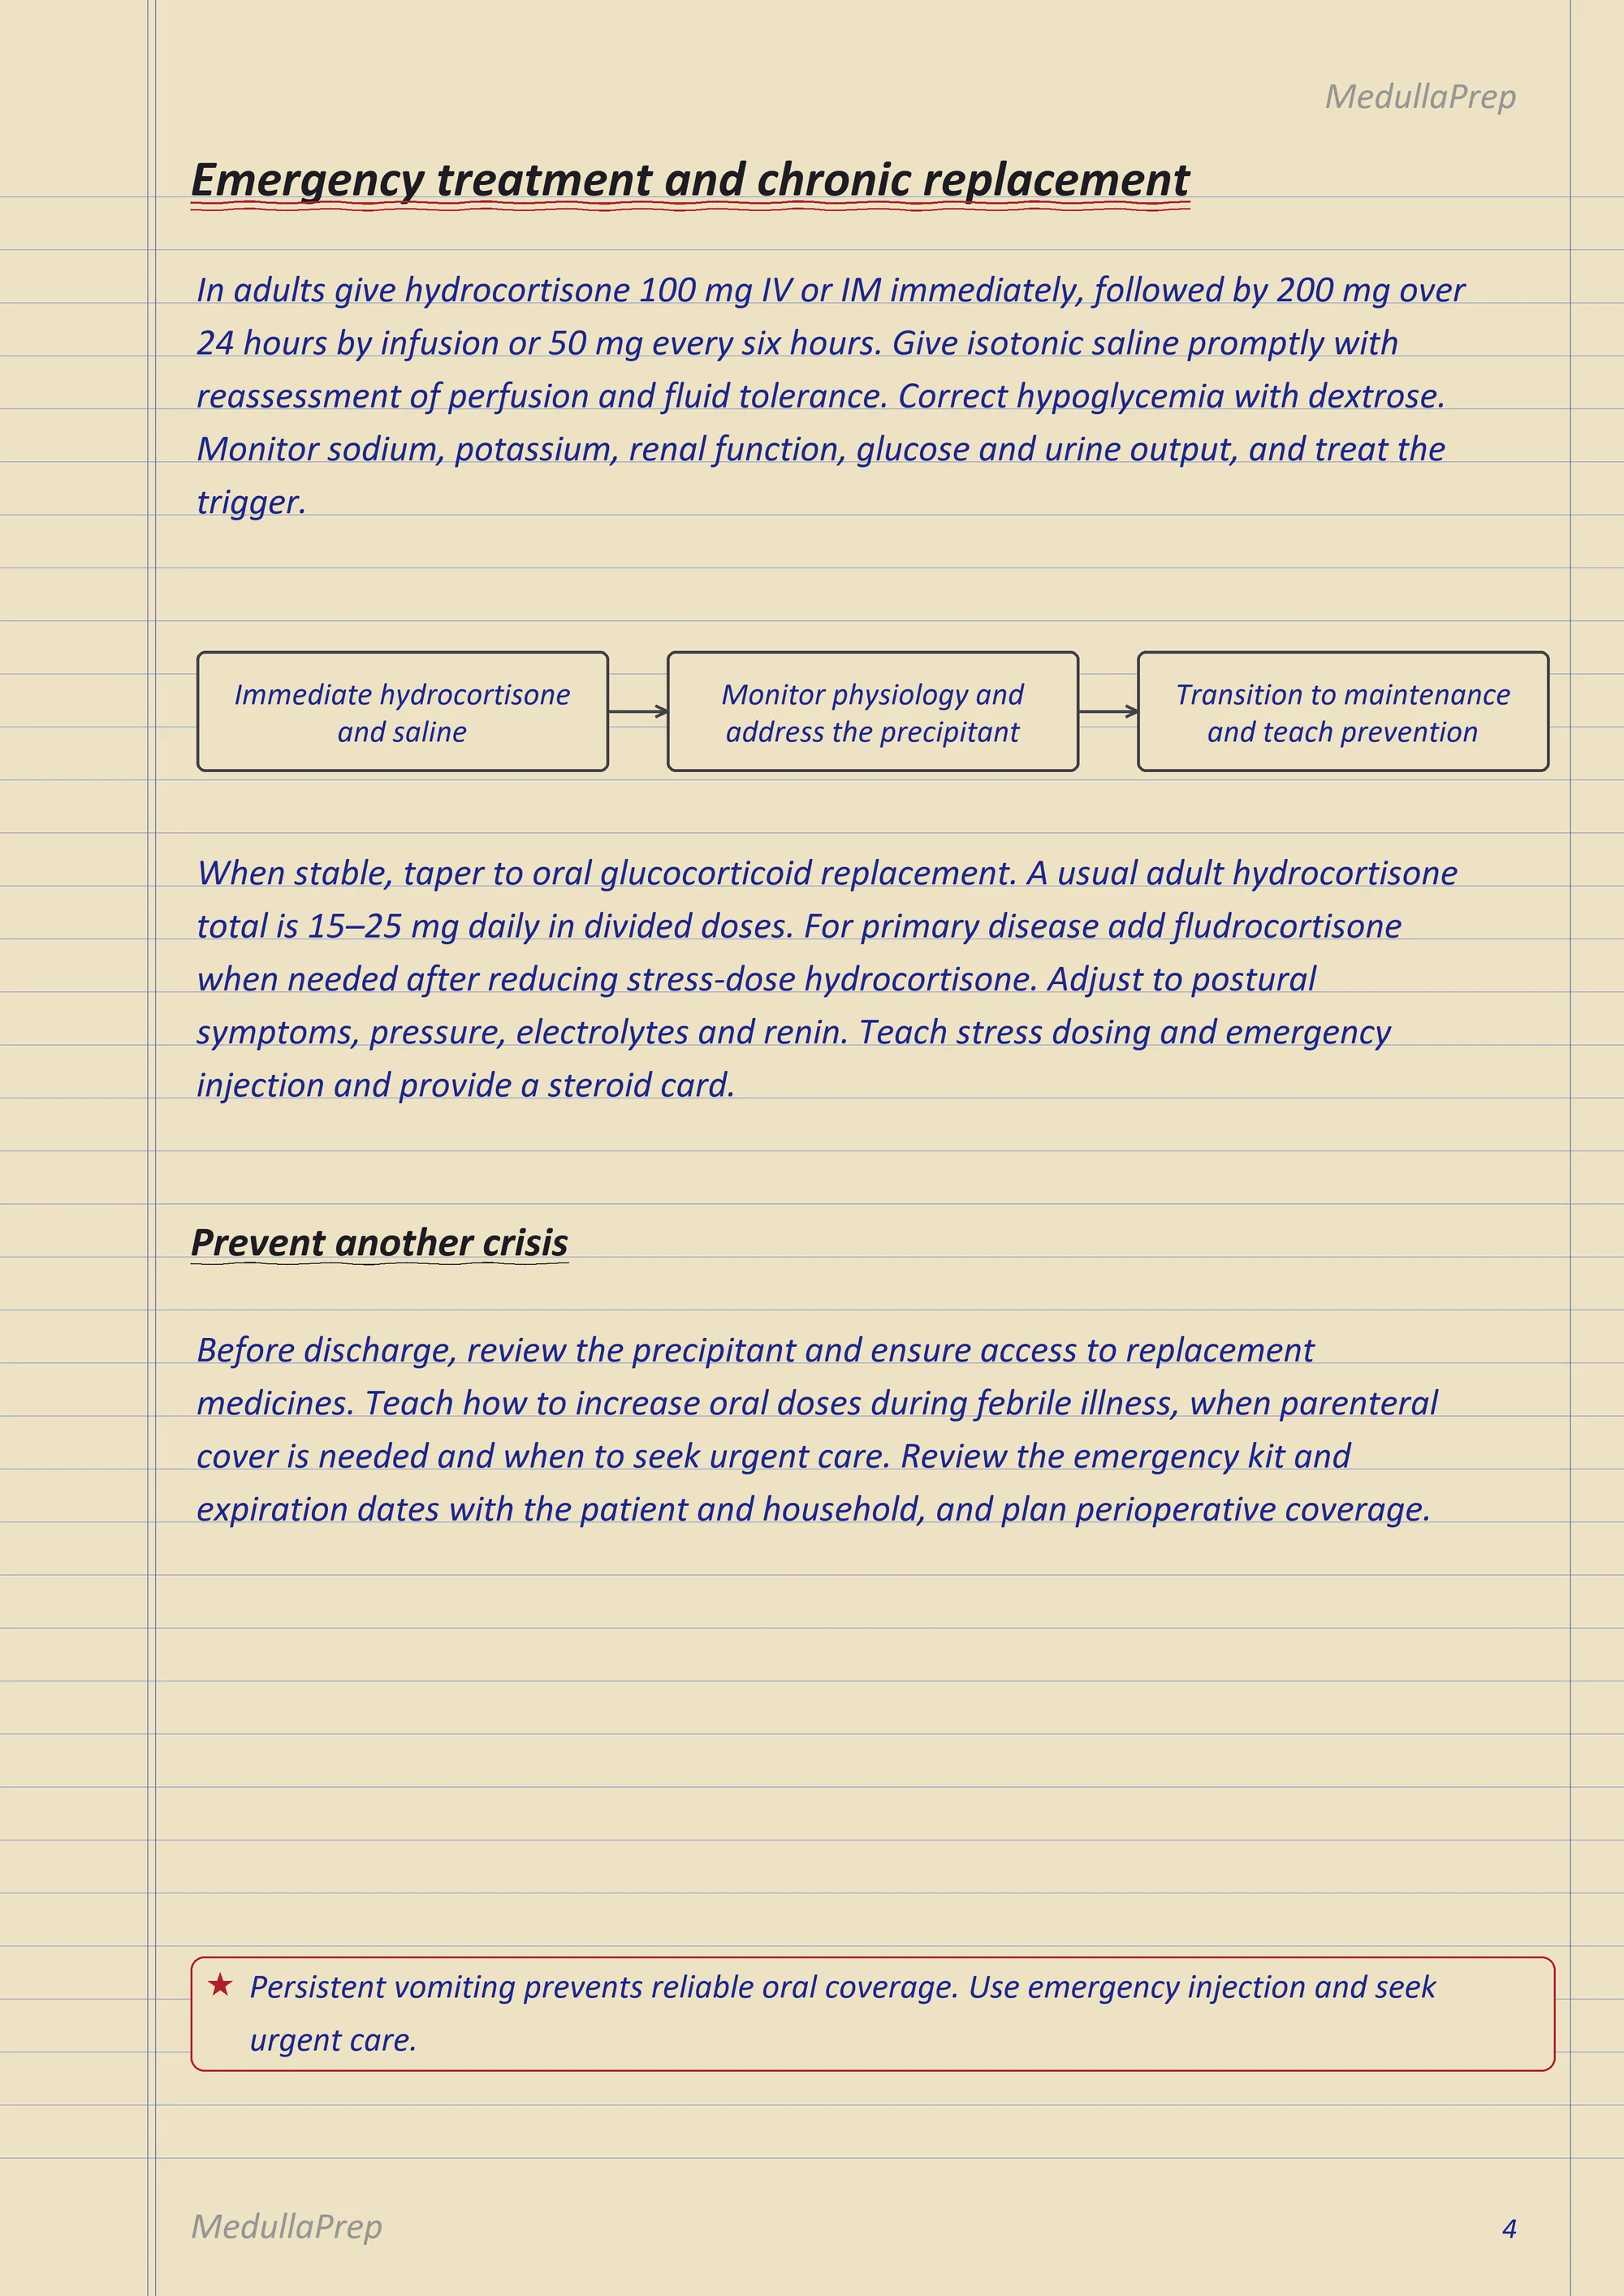 MedullaPrep
Emergency treatment and chronic replacement
In adults give hydrocortisone 100 mg IV or IM immediately, followed by 200 mg over
24 hours by infusion or 50 mg every six hours. Give isotonic saline promptly with
reassessment of perfusion and fluid tolerance. Correct hypoglycemia with dextrose.
Monitor sodium, potassium, renal function, glucose and urine output, and treat the
trigger.
Immediate hydrocortisone
and saline
Monitor physiology and
address the precipitant
Transition to maintenance
and teach prevention
When stable, taper to oral glucocorticoid replacement. A usual adult hydrocortisone
total is 15–25 mg daily in divided doses. For primary disease add fludrocortisone
when needed after reducing stress-dose hydrocortisone. Adjust to postural
symptoms, pressure, electrolytes and renin. Teach stress dosing and emergency
injection and provide a steroid card.
Prevent another crisis
Before discharge, review the precipitant and ensure access to replacement
medicines. Teach how to increase oral doses during febrile illness, when parenteral
cover is needed and when to seek urgent care. Review the emergency kit and
expiration dates with the patient and household, and plan perioperative coverage.
★ Persistent vomiting prevents reliable oral coverage. Use emergency injection and seek
urgent care.
MedullaPrep
4